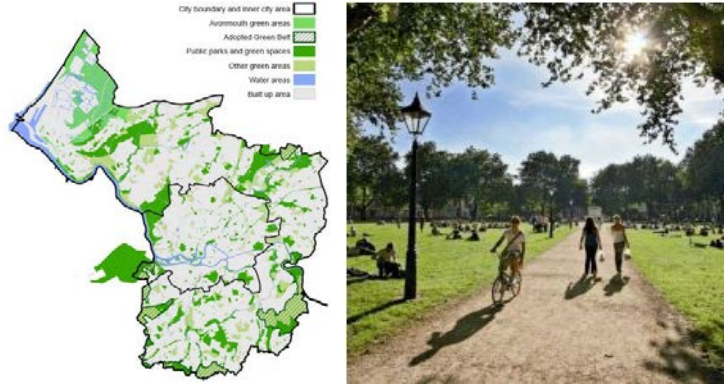 City boundary and inner city area
Avonmouth green areas
Adopted Green Belt
Public parks and green spaces
Other green areas
Water areas
Built up area